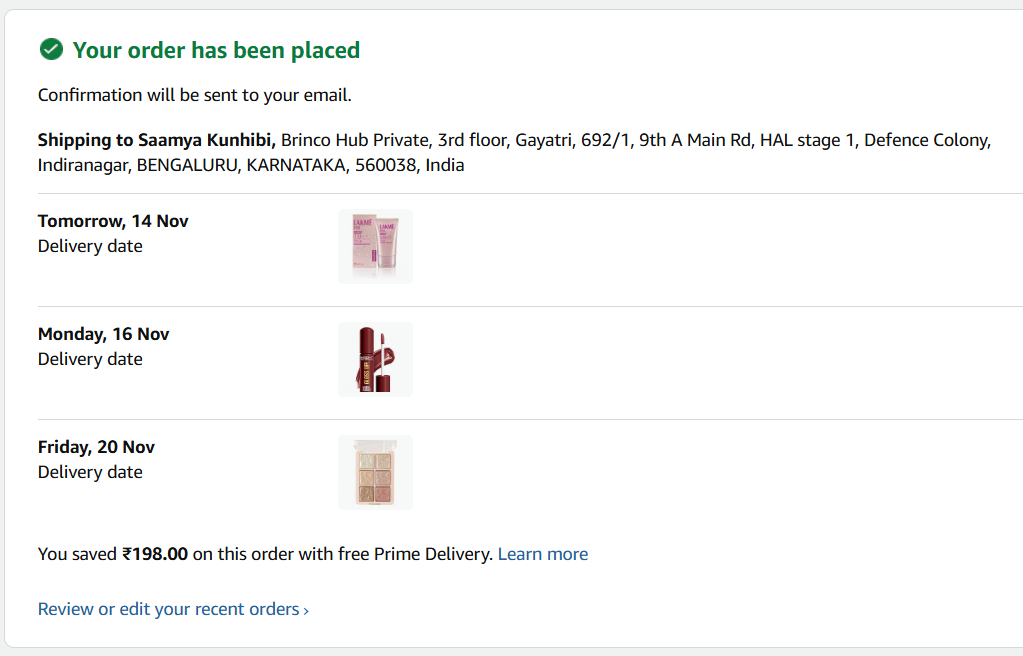 Your order has been placed
Confirmation will be sent to your email.
Shipping to Saamya Kunhibi, Brinco Hub Private, 3rd floor, Gayatri, 692/1, 9th A Main Rd, HAL stage 1, Defence Colony,
Indiranagar, BENGALURU, KARNATAKA, 560038, India
Tomorrow, 14 Nov
Delivery date
LAKMÉ
LAKMÉ
Monday, 16 Nov
Delivery date
Friday, 20 Nov
Delivery date
You saved ₹198.00 on this order with free Prime Delivery. Learn more
Review or edit your recent orders ›